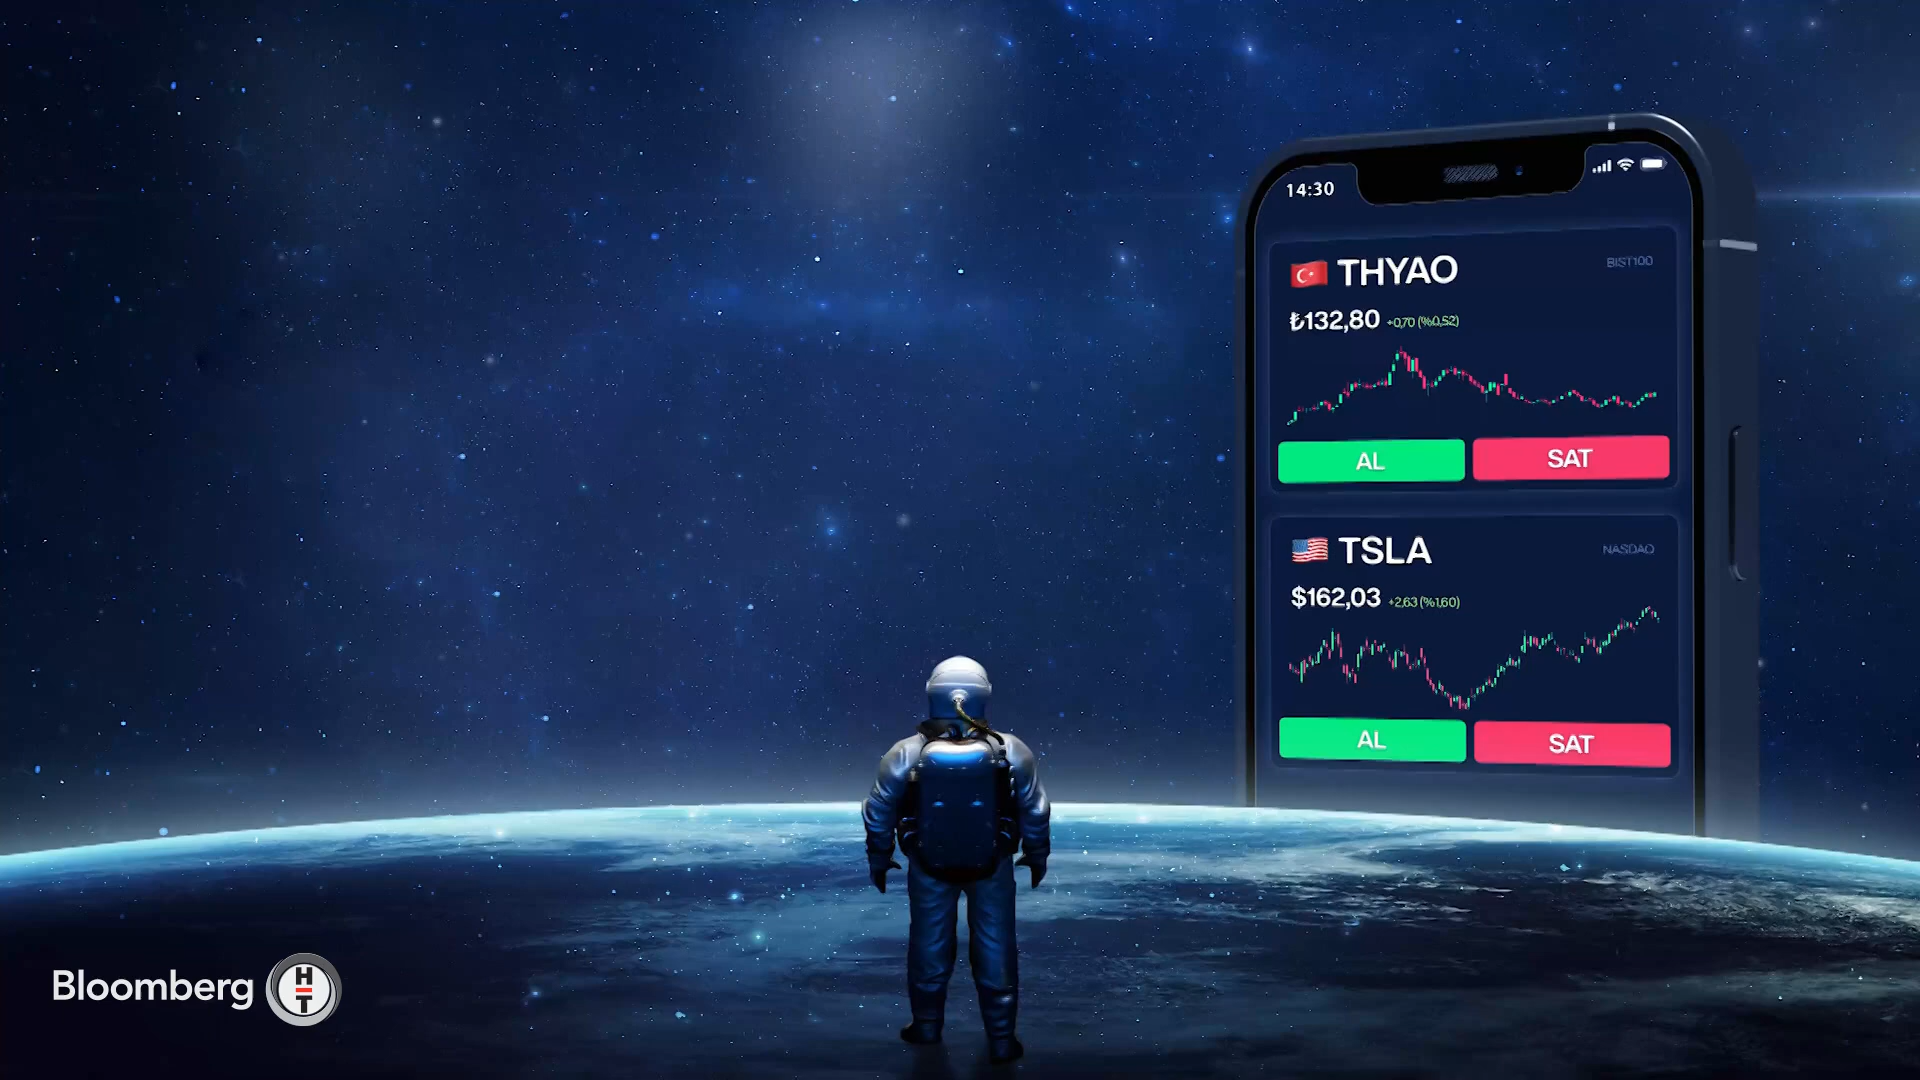 14:30
THYAO
BIST100
₺132,80 +0,70 (%0,52)
AL
SAT
TSLA
NASDAQ
$162,03 +2,63 (%1,60)
AL
SAT
Bloomberg
HT